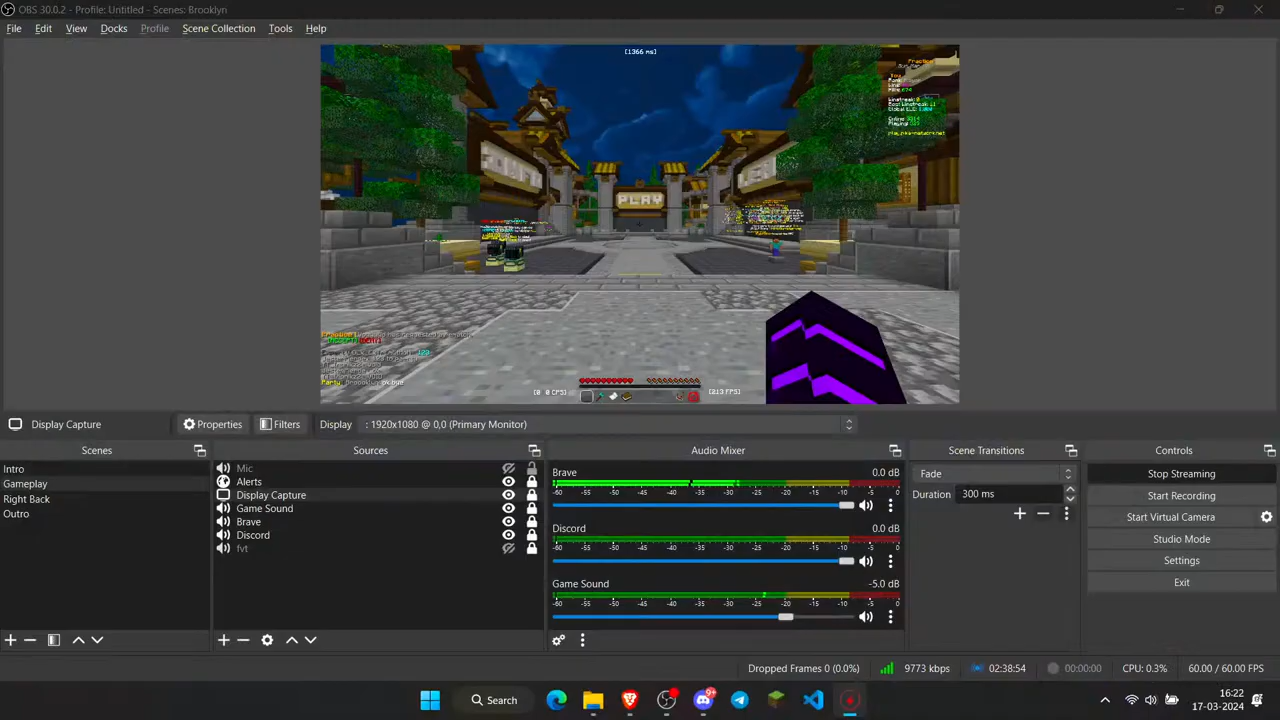 OBS 30.0.2 - Profile: Untitled - Scenes: Brooklyn
File Edit View Docks Profile Scene Collection Tools Help
[1366 ms]
PLAY
[213 FPS]
Display Capture Properties Filters Display : 1920x1080 @ 0,0 (Primary Monitor)
Scenes
Intro
Gameplay
Right Back
Outro
Sources
Mic
Alerts
Display Capture
Game Sound
Brave
Discord
fvt
Audio Mixer
Brave 0.0 dB
-60 -55 -50 -45 -40 -35 -30 -25 -20 -15 -10 -5 0
Discord 0.0 dB
-60 -55 -50 -45 -40 -35 -30 -25 -20 -15 -10 -5 0
Game Sound -5.0 dB
-60 -55 -50 -45 -40 -35 -30 -25 -20 -15 -10 -5 0
Scene Transitions
Fade
Duration 300 ms
Controls
Stop Streaming
Start Recording
Start Virtual Camera
Studio Mode
Settings
Exit
Dropped Frames 0 (0.0%) 9773 kbps 02:38:54 00:00:00 CPU: 0.3% 60.00 / 60.00 FPS
Search
16:22
17-03-2024